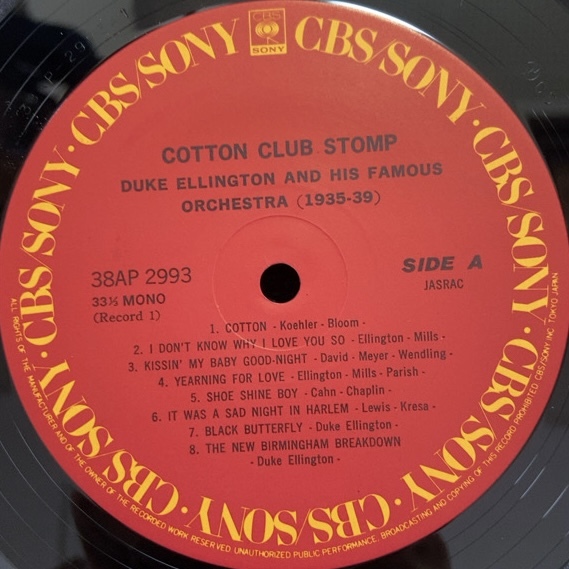 CBS
SONY
CBS/SONY · CBS/SONY · CBS/SONY · CBS/SONY · CBS/SONY · CBS/SONY · CBS/SONY · CBS/SONY
COTTON CLUB STOMP
DUKE ELLINGTON AND HIS FAMOUS
ORCHESTRA (1935-39)
38AP 2993
33⅓ MONO
(Record 1)
SIDE A
JASRAC
1. COTTON - Koehler - Bloom -
2. I DON'T KNOW WHY I LOVE YOU SO - Ellington - Mills -
3. KISSIN' MY BABY GOOD-NIGHT - David - Meyer - Wendling -
4. YEARNING FOR LOVE - Ellington - Mills - Parish -
5. SHOE SHINE BOY - Cahn - Chaplin -
6. IT WAS A SAD NIGHT IN HARLEM - Lewis - Kresa -
7. BLACK BUTTERFLY - Duke Ellington -
8. THE NEW BIRMINGHAM BREAKDOWN
- Duke Ellington -
ALL RIGHTS OF THE MANUFACTURER AND OF THE OWNER OF THE RECORDED WORK RESERVED. UNAUTHORIZED PUBLIC PERFORMANCE, BROADCASTING AND COPYING OF THIS RECORD PROHIBITED CBS/SONY INC. TOKYO JAPAN